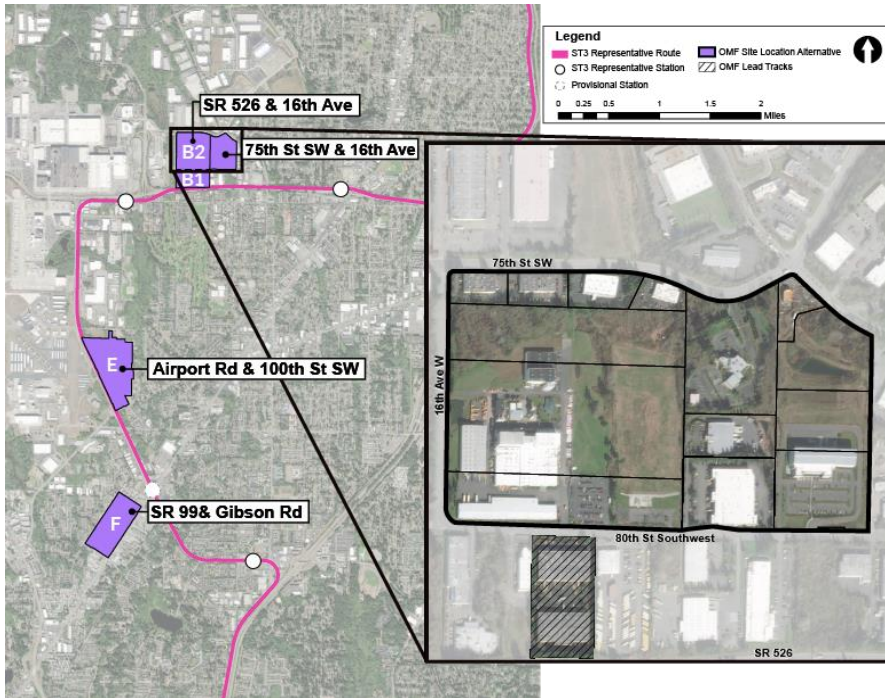 Legend
ST3 Representative Route
ST3 Representative Station
Provisional Station
OMF Site Location Alternative
OMF Lead Tracks
0 0.25 0.5 1 1.5 2
Miles
SR 526 & 16th Ave
B2
75th St SW & 16th Ave
B1
E
Airport Rd & 100th St SW
F
SR 99& Gibson Rd
75th St SW
16th Ave W
80th St Southwest
SR 526